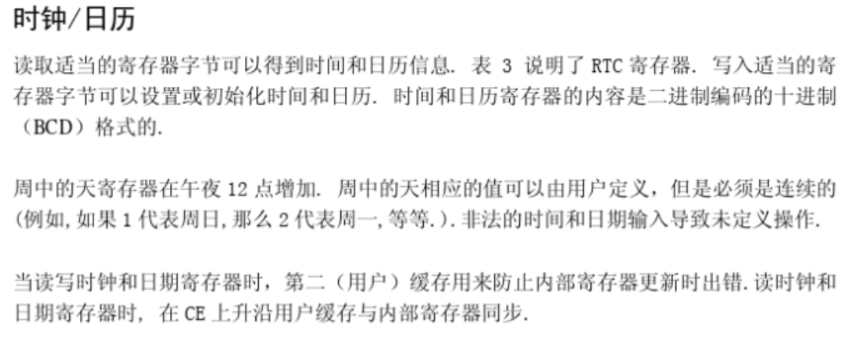 时钟/日历
读取适当的寄存器字节可以得到时间和日历信息. 表 3 说明了 RTC 寄存器. 写入适当的寄
存器字节可以设置或初始化时间和日历. 时间和日历寄存器的内容是二进制编码的十进制
（BCD）格式的.
周中的天寄存器在午夜 12 点增加. 周中的天相应的值可以由用户定义，但是必须是连续的
(例如,如果 1 代表周日,那么 2 代表周一,等等.).非法的时间和日期输入导致未定义操作.
当读写时钟和日期寄存器时，第二（用户）缓存用来防止内部寄存器更新时出错.读时钟和
日期寄存器时, 在 CE 上升沿用户缓存与内部寄存器同步.